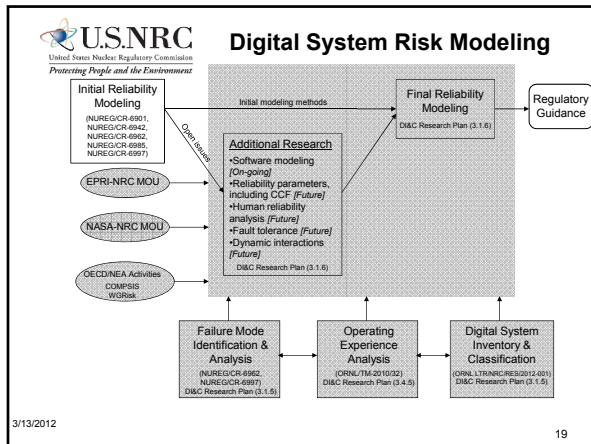 U.S.NRC
United States Nuclear Regulatory Commission
Protecting People and the Environment
Digital System Risk Modeling
Initial Reliability
Modeling
(NUREG/CR-6901,
NUREG/CR-6942,
NUREG/CR-6962,
NUREG/CR-6985,
NUREG/CR-6997)
Initial modeling methods
Final Reliability
Modeling
DI&C Research Plan (3.1.6)
Regulatory
Guidance
Open issues
Additional Research
•Software modeling
[On-going]
•Reliability parameters,
including CCF [Future]
•Human reliability
analysis [Future]
•Fault tolerance [Future]
•Dynamic interactions
[Future]
DI&C Research Plan (3.1.6)
EPRI-NRC MOU
NASA-NRC MOU
OECD/NEA Activities
COMPSIS
WGRisk
Failure Mode
Identification &
Analysis
(NUREG/CR-6962,
NUREG/CR-6997)
DI&C Research Plan (3.1.5)
Operating
Experience
Analysis
(ORNL/TM-2010/32)
DI&C Research Plan (3.4.5)
Digital System
Inventory &
Classification
(ORNL LTR/NRC/RES/2012-001)
DI&C Research Plan (3.1.5)
3/13/2012
19